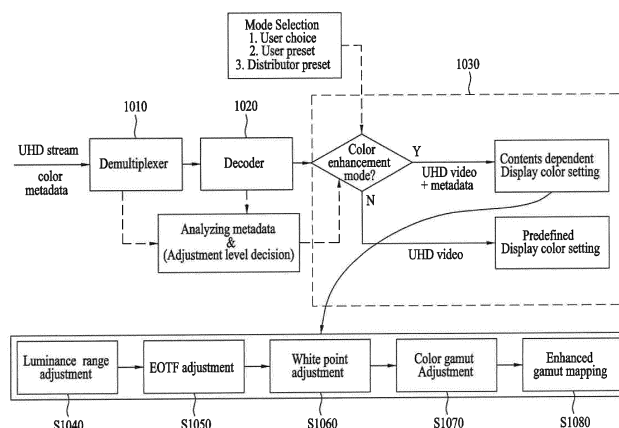 Mode Selection
1. User choice
2. User preset
3. Distributor preset
1030
1010
1020
UHD stream
color
metadata
Demultiplexer
Decoder
Color
enhancement
mode?
Y
UHD video
+ metadata
Contents dependent
Display color setting
N
Analyzing metadata
&
(Adjustment level decision)
UHD video
Predefined
Display color setting
Luminance range
adjustment
EOTF adjustment
White point
adjustment
Color gamut
Adjustment
Enhanced
gamut mapping
S1040
S1050
S1060
S1070
S1080